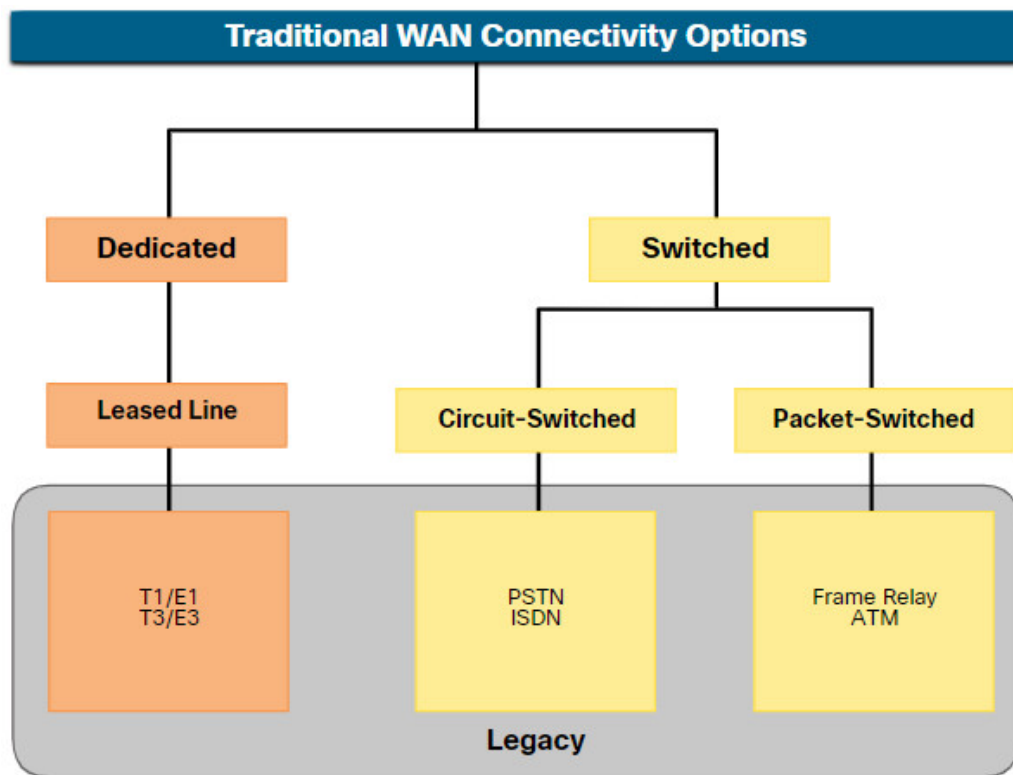 Traditional WAN Connectivity Options
Dedicated
Switched
Leased Line
Circuit-Switched
Packet-Switched
T1/E1
T3/E3
PSTN
ISDN
Frame Relay
ATM
Legacy